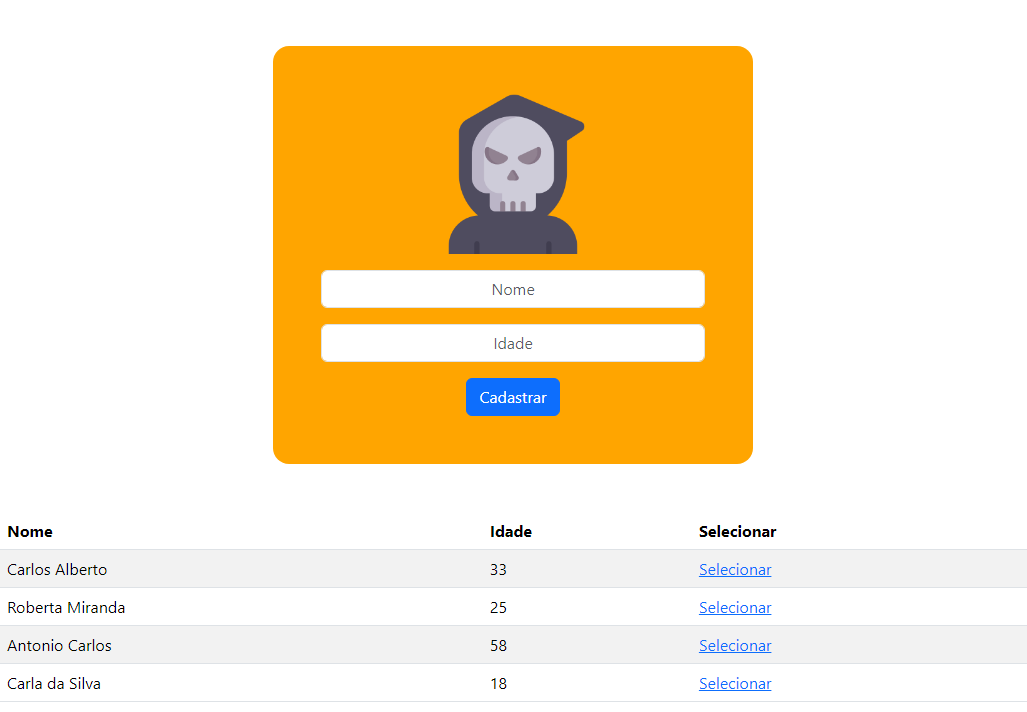 Nome
Idade
Cadastrar
Nome Idade Selecionar
Carlos Alberto 33 Selecionar
Roberta Miranda 25 Selecionar
Antonio Carlos 58 Selecionar
Carla da Silva 18 Selecionar